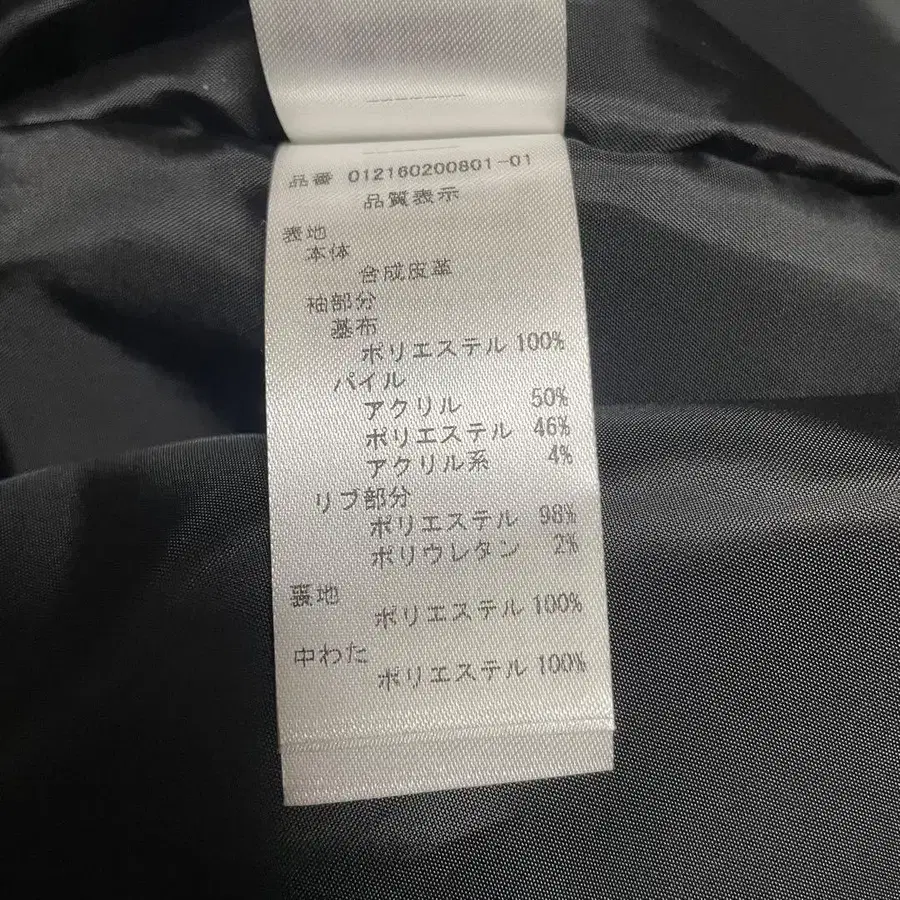 品番 012160200801-01
品質表示
表地
本体
合成皮革
袖部分
基布
ポリエステル 100%
パイル
アクリル 50%
ポリエステル 46%
アクリル系 4%
リブ部分
ポリエステル 98%
ポリウレタン 2%
裏地
ポリエステル 100%
中わた
ポリエステル 100%